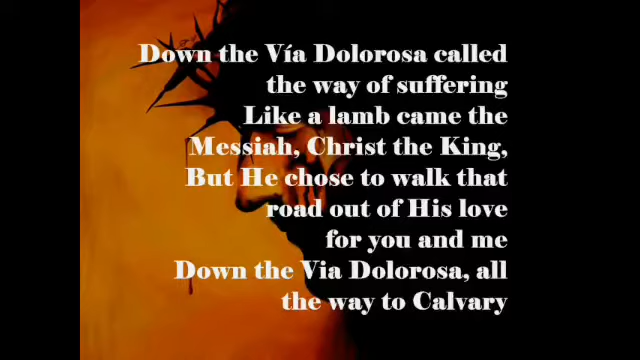 Down the Vía Dolorosa called
the way of suffering
Like a lamb came the
Messiah, Christ the King,
But He chose to walk that
road out of His love
for you and me
Down the Via Dolorosa, all
the way to Calvary